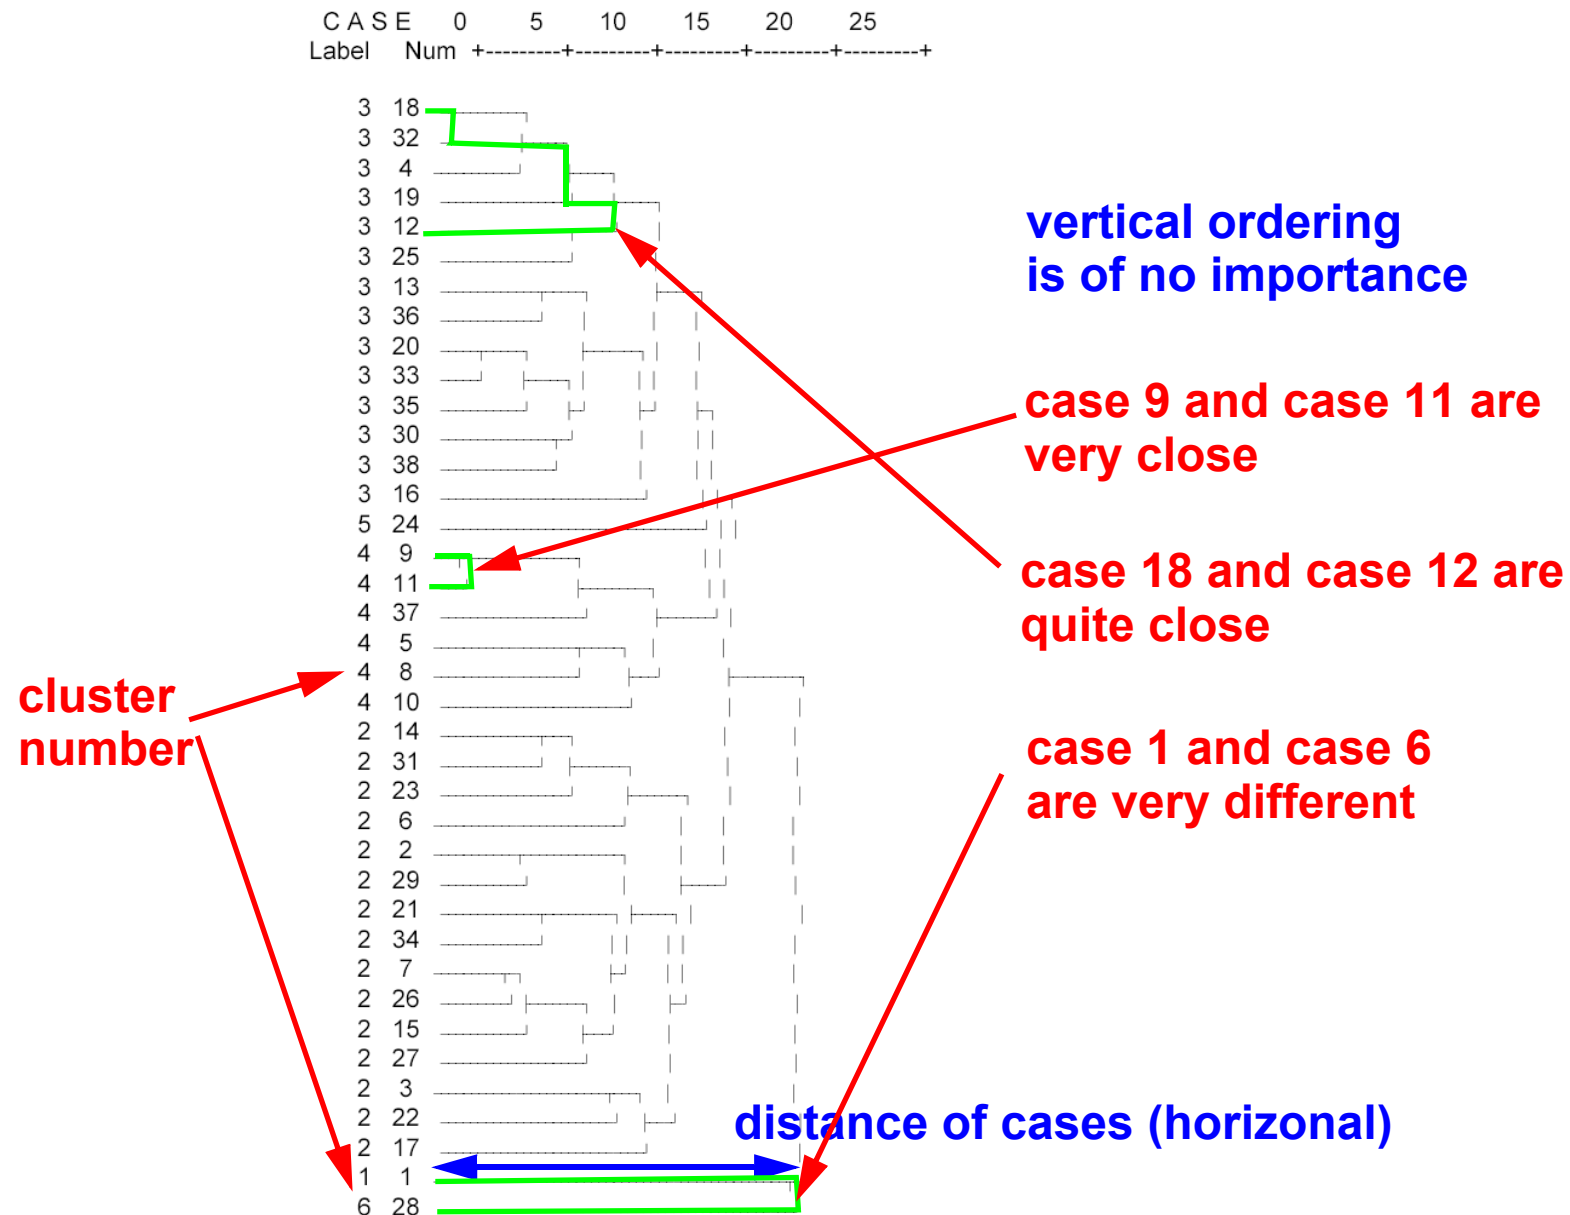 C A S E 0 5 10 15 20 25
Label Num +---------+---------+---------+---------+---------+
3 18
3 32
3 4
3 19
3 12
3 25
3 13
3 36
3 20
3 33
3 35
3 30
3 38
3 16
5 24
4 9
4 11
4 37
4 5
4 8
4 10
2 14
2 31
2 23
2 6
2 2
2 29
2 21
2 34
2 7
2 26
2 15
2 27
2 3
2 22
2 17
1 1
6 28
vertical ordering
is of no importance
case 9 and case 11 are
very close
case 18 and case 12 are
quite close
cluster
number
case 1 and case 6
are very different
distance of cases (horizonal)